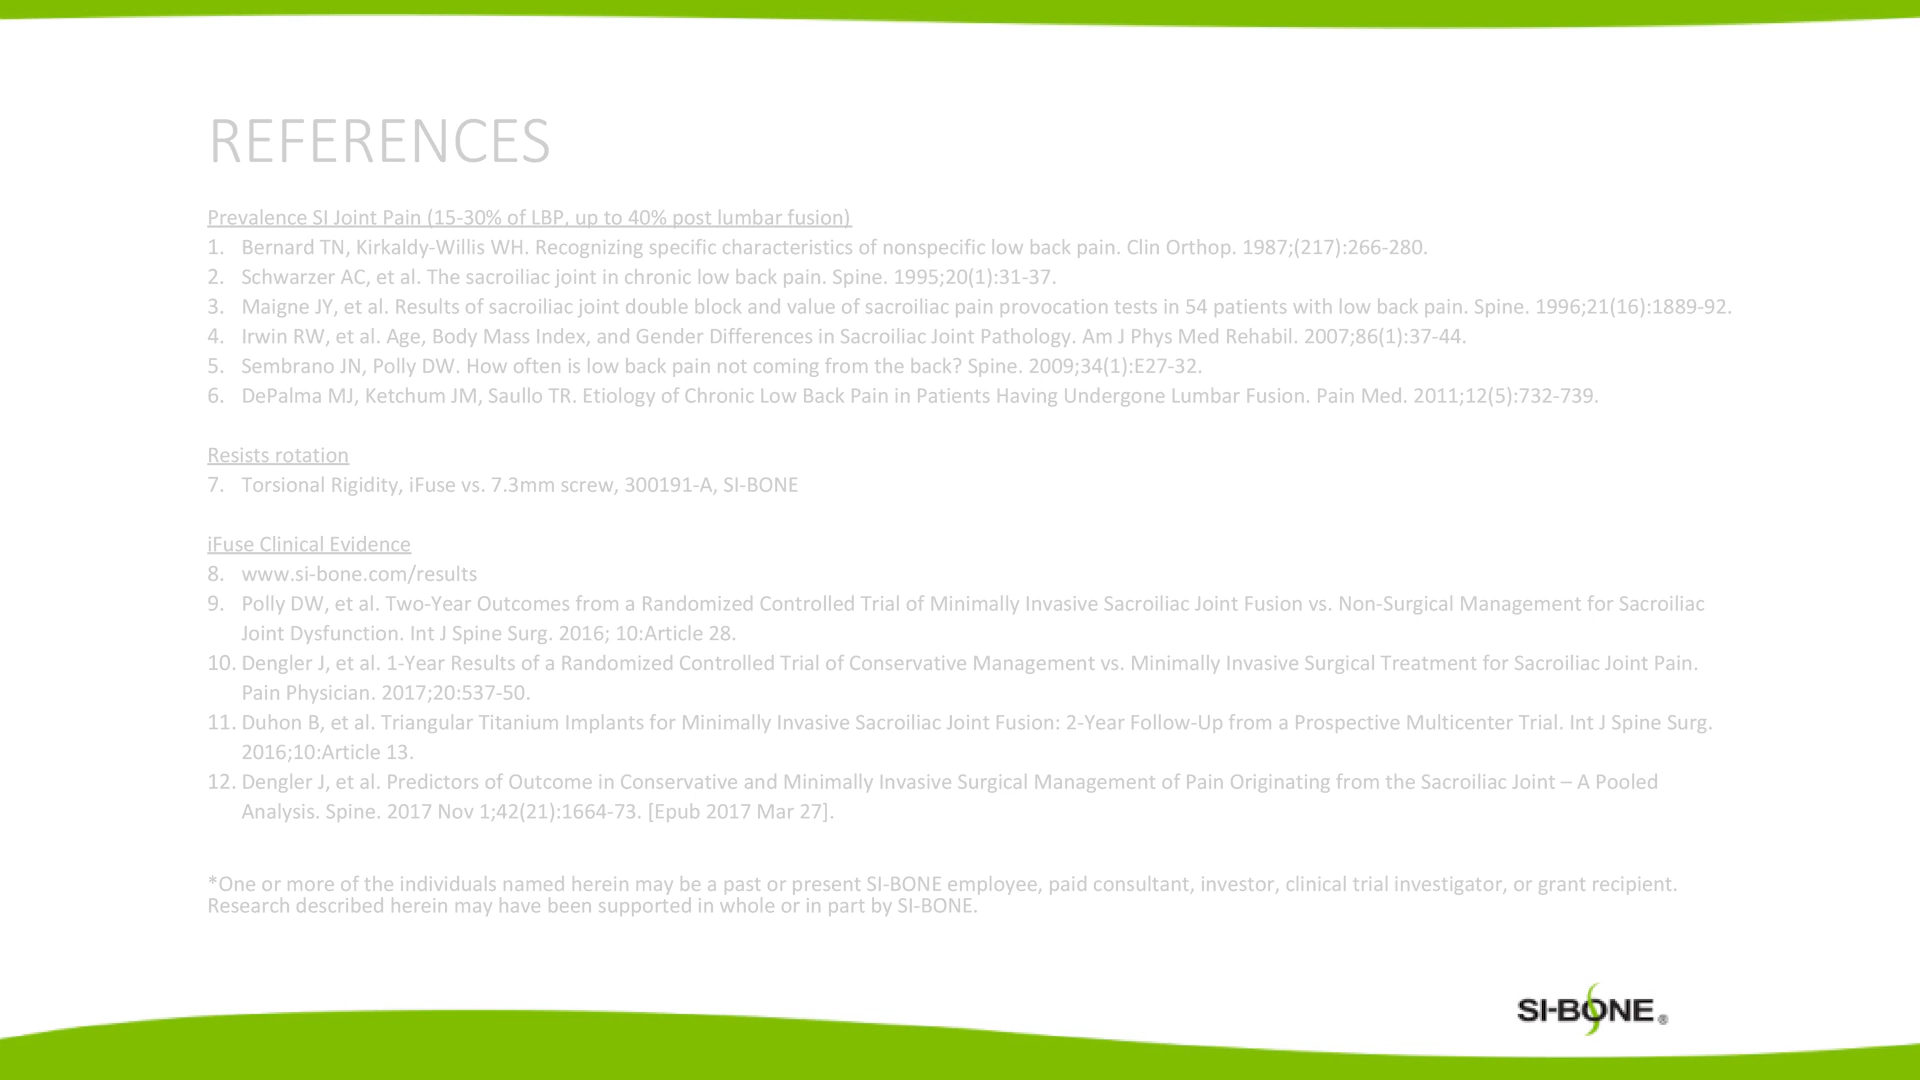 REFERENCES
Prevalence SI Joint Pain (15-30% of LBP, up to 40% post lumbar fusion)
1. Bernard TN, Kirkaldy-Willis WH. Recognizing specific characteristics of nonspecific low back pain. Clin Orthop. 1987;(217):266-280.
2. Schwarzer AC, et al. The sacroiliac joint in chronic low back pain. Spine. 1995;20(1):31-37.
3. Maigne JY, et al. Results of sacroiliac joint double block and value of sacroiliac pain provocation tests in 54 patients with low back pain. Spine. 1996;21(16):1889-92.
4. Irwin RW, et al. Age, Body Mass Index, and Gender Differences in Sacroiliac Joint Pathology. Am J Phys Med Rehabil. 2007;86(1):37-44.
5. Sembrano JN, Polly DW. How often is low back pain not coming from the back? Spine. 2009;34(1):E27-32.
6. DePalma MJ, Ketchum JM, Saullo TR. Etiology of Chronic Low Back Pain in Patients Having Undergone Lumbar Fusion. Pain Med. 2011;12(5):732-739.
Resists rotation
7. Torsional Rigidity, iFuse vs. 7.3mm screw, 300191-A, SI-BONE
iFuse Clinical Evidence
8. www.si-bone.com/results
9. Polly DW, et al. Two-Year Outcomes from a Randomized Controlled Trial of Minimally Invasive Sacroiliac Joint Fusion vs. Non-Surgical Management for Sacroiliac
Joint Dysfunction. Int J Spine Surg. 2016; 10:Article 28.
10. Dengler J, et al. 1-Year Results of a Randomized Controlled Trial of Conservative Management vs. Minimally Invasive Surgical Treatment for Sacroiliac Joint Pain.
Pain Physician. 2017;20:537-50.
11. Duhon B, et al. Triangular Titanium Implants for Minimally Invasive Sacroiliac Joint Fusion: 2-Year Follow-Up from a Prospective Multicenter Trial. Int J Spine Surg.
2016;10:Article 13.
12. Dengler J, et al. Predictors of Outcome in Conservative and Minimally Invasive Surgical Management of Pain Originating from the Sacroiliac Joint – A Pooled
Analysis. Spine. 2017 Nov 1;42(21):1664-73. [Epub 2017 Mar 27].
*One or more of the individuals named herein may be a past or present SI-BONE employee, paid consultant, investor, clinical trial investigator, or grant recipient.
Research described herein may have been supported in whole or in part by SI-BONE.
SI-BONE®